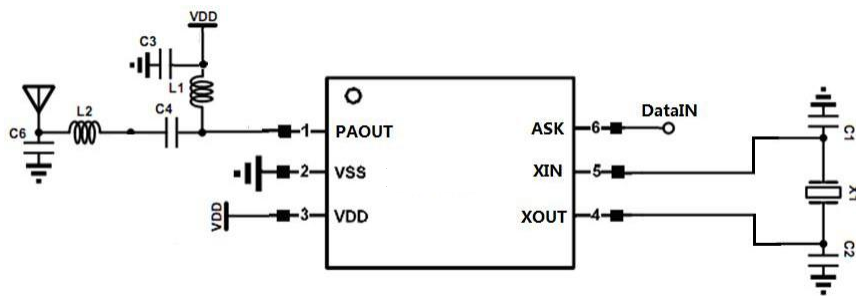 VDD
C3
L1
L2
C4
C6
1 PAOUT
2 VSS
VDD
3 VDD
ASK 6
DataIN
XIN 5
XOUT 4
C1
X1
C2